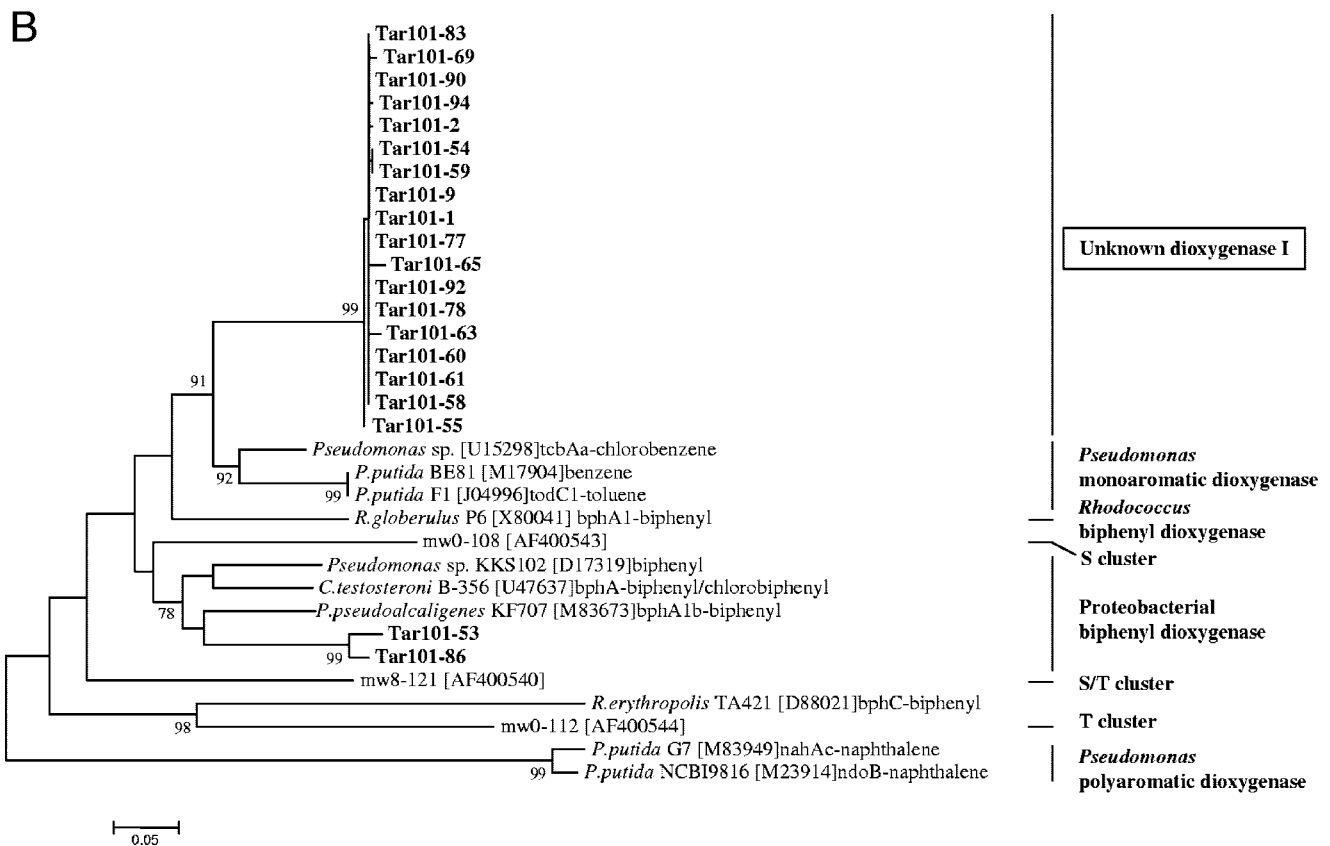 B
Tar101-83
Tar101-69
Tar101-90
Tar101-94
Tar101-2
Tar101-54
Tar101-59
Tar101-9
Tar101-1
Tar101-77
Tar101-65
Tar101-92
Tar101-78
99
Tar101-63
Tar101-60
Tar101-61
91
Tar101-58
Tar101-55
Unknown dioxygenase I
Pseudomonas sp. [U15298]tcbAa-chlorobenzene
92
P.putida BE81 [M17904]benzene
99
P.putida F1 [J04996]todC1-toluene
Pseudomonas
monoaromatic dioxygenase
R.globerulus P6 [X80041] bphA1-biphenyl
Rhodococcus
biphenyl dioxygenase
mw0-108 [AF400543]
S cluster
Pseudomonas sp. KKS102 [D17319]biphenyl
C.testosteroni B-356 [U47637]bphA-biphenyl/chlorobiphenyl
78
P.pseudoalcaligenes KF707 [M83673]bphA1b-biphenyl
Tar101-53
99
Tar101-86
Proteobacterial
biphenyl dioxygenase
mw8-121 [AF400540]
S/T cluster
R.erythropolis TA421 [D88021]bphC-biphenyl
98
mw0-112 [AF400544]
T cluster
P.putida G7 [M83949]nahAc-naphthalene
99
P.putida NCBI9816 [M23914]ndoB-naphthalene
Pseudomonas
polyaromatic dioxygenase
0.05